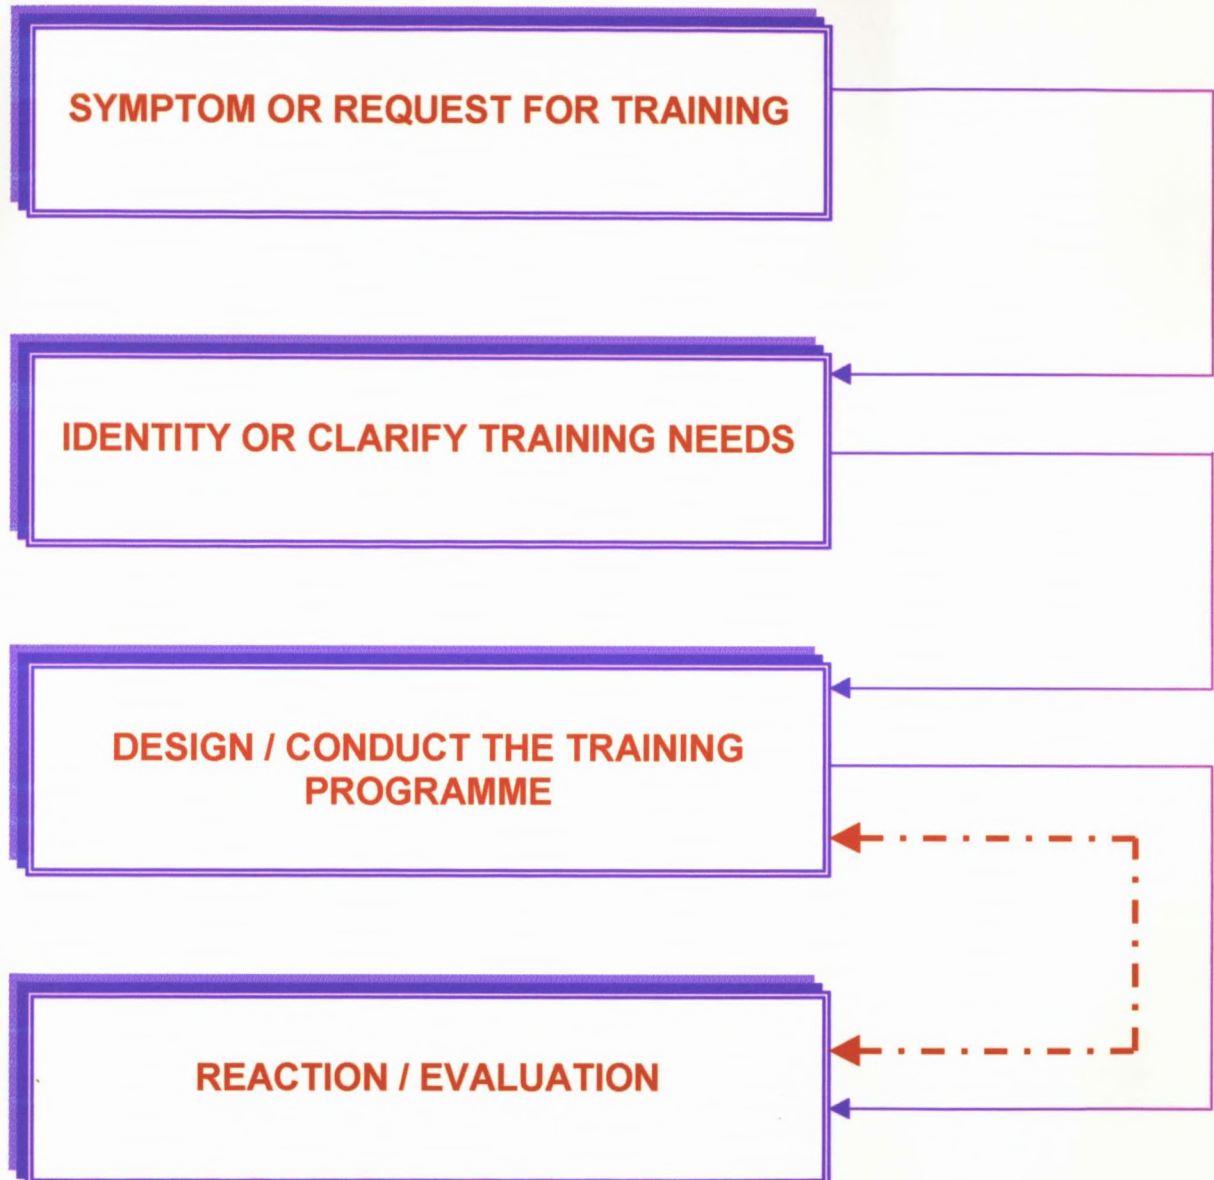 SYMPTOM OR REQUEST FOR TRAINING
IDENTITY OR CLARIFY TRAINING NEEDS
DESIGN / CONDUCT THE TRAINING
PROGRAMME
REACTION / EVALUATION